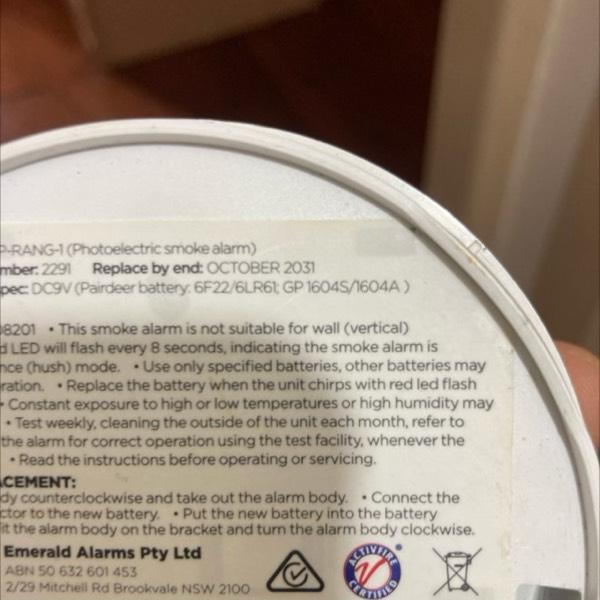 P-RANG-1 (Photoelectric smoke alarm)
mber: 2291 Replace by end: OCTOBER 2031
pec: DC9V (Pairdeer battery: 6F22/6LR61; GP 1604S/1604A )
8201 • This smoke alarm is not suitable for wall (vertical)
d LED will flash every 8 seconds, indicating the smoke alarm is
nce (hush) mode. • Use only specified batteries, other batteries may
ration. • Replace the battery when the unit chirps with red led flash
• Constant exposure to high or low temperatures or high humidity may
• Test weekly, cleaning the outside of the unit each month, refer to
the alarm for correct operation using the test facility, whenever the
• Read the instructions before operating or servicing.
CEMENT:
dy counterclockwise and take out the alarm body. • Connect the
ctor to the new battery. • Put the new battery into the battery
it the alarm body on the bracket and turn the alarm body clockwise.
Emerald Alarms Pty Ltd
ABN 50 632 601 453
2/29 Mitchell Rd Brookvale NSW 2100
ACTIVFIRE
CERTIFIED